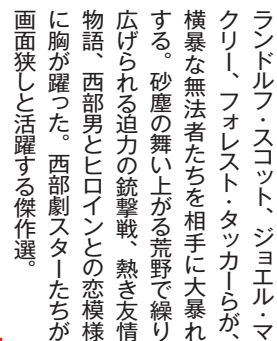 ランドルフ・スコット、ジョエル・マ
クリー、フォレスト・タッカーらが、
横暴な無法者たちを相手に大暴れ
する。砂塵の舞い上がる荒野で繰り
広げられる迫力の銃撃戦、熱き友情
物語、西部男とヒロインとの恋模様
に胸が躍った。西部劇スターたちが
画面狭しと活躍する傑作選。